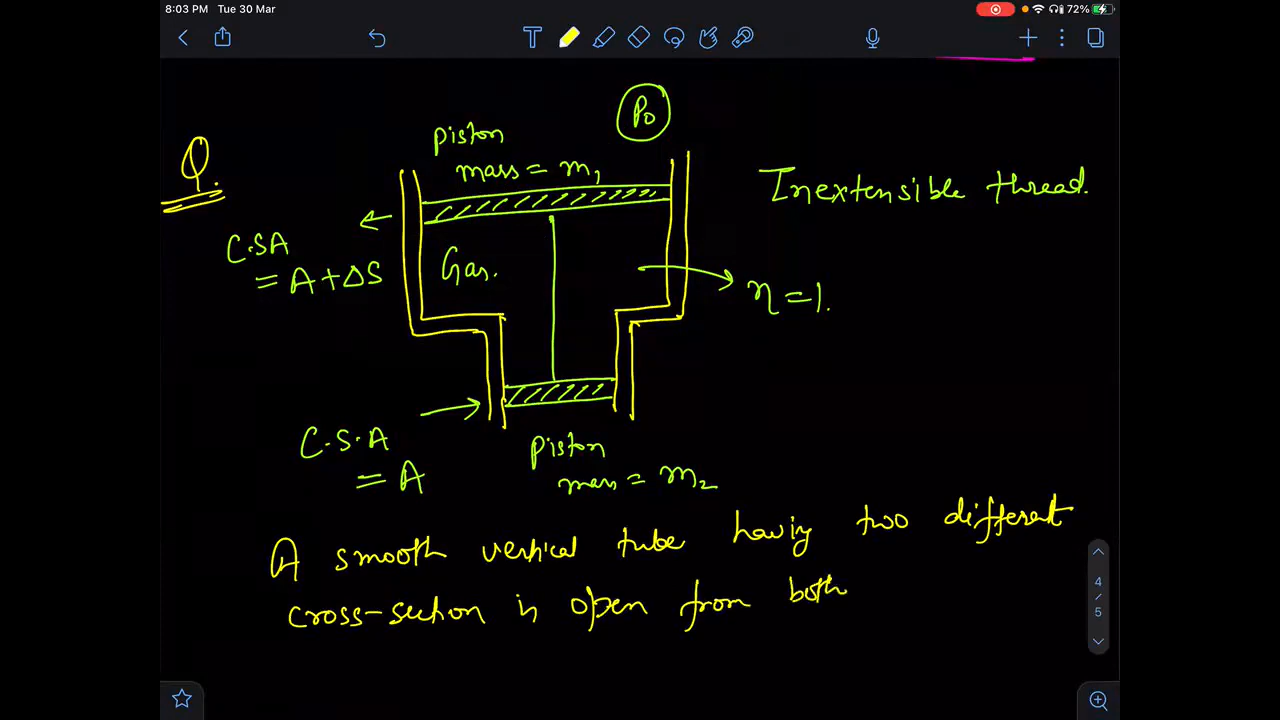 8:03 PM Tue 30 Mar
72%
T
Q.
P₀
piston
mass = m₁
Inextensible thread.
C.SA
= A + ΔS
Gas.
η = 1.
C.S.A
= A
piston
mass = m₂
A smooth vertical tube having two different
cross-section is open from both
4
/
5